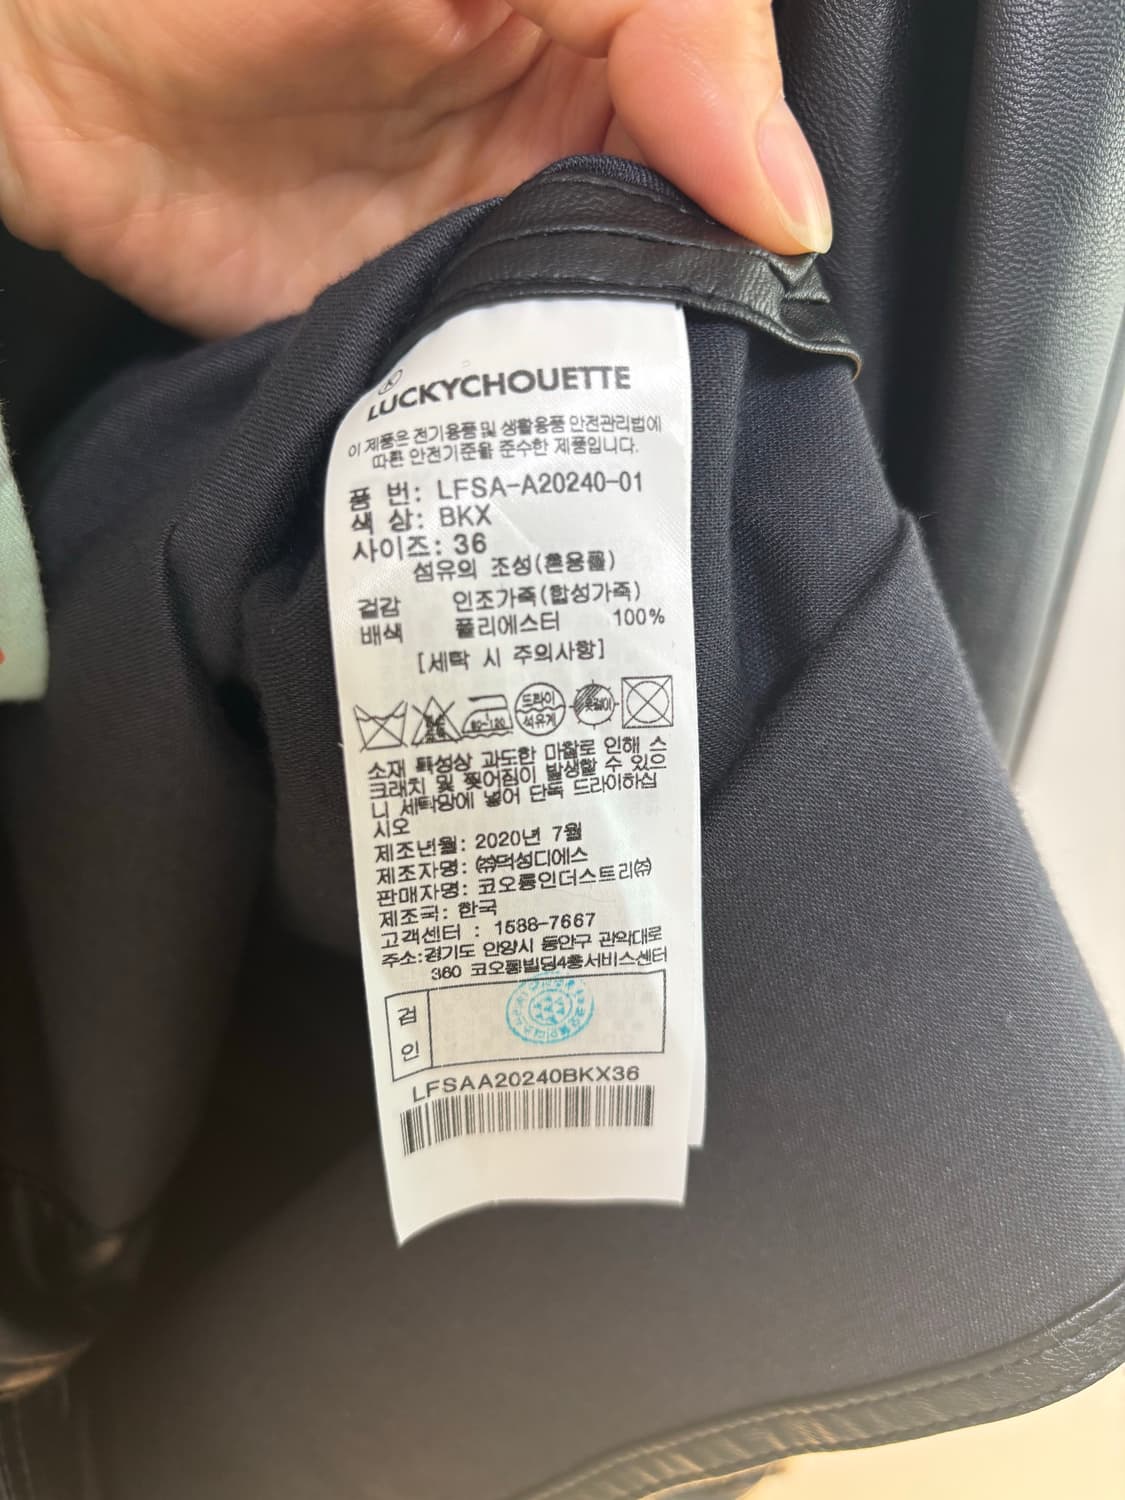 LUCKYCHOUETTE
이 제품은 전기용품 및 생활용품 안전관리법에
따른 안전기준을 준수한 제품입니다.
품 번: LFSA-A20240-01
색 상: BKX
사이즈: 36
섬유의 조성(혼용률)
겉감 인조가죽(합성가죽)
배색 폴리에스터 100%
[세탁 시 주의사항]
80~120
드라이
석유계
옷걸이
소재 특성상 과도한 마찰로 인해 스
크래치 및 찢어짐이 발생할 수 있으
니 세탁망에 넣어 단독 드라이하십
시오
제조년월: 2020년 7월
제조자명: ㈜덕성디에스
판매자명: 코오롱인더스트리㈜
제조국: 한국
고객센터 : 1588-7667
주소:경기도 안양시 동안구 관악대로
360 코오롱빌딩4층서비스센터
검
인
LFSAA20240BKX36